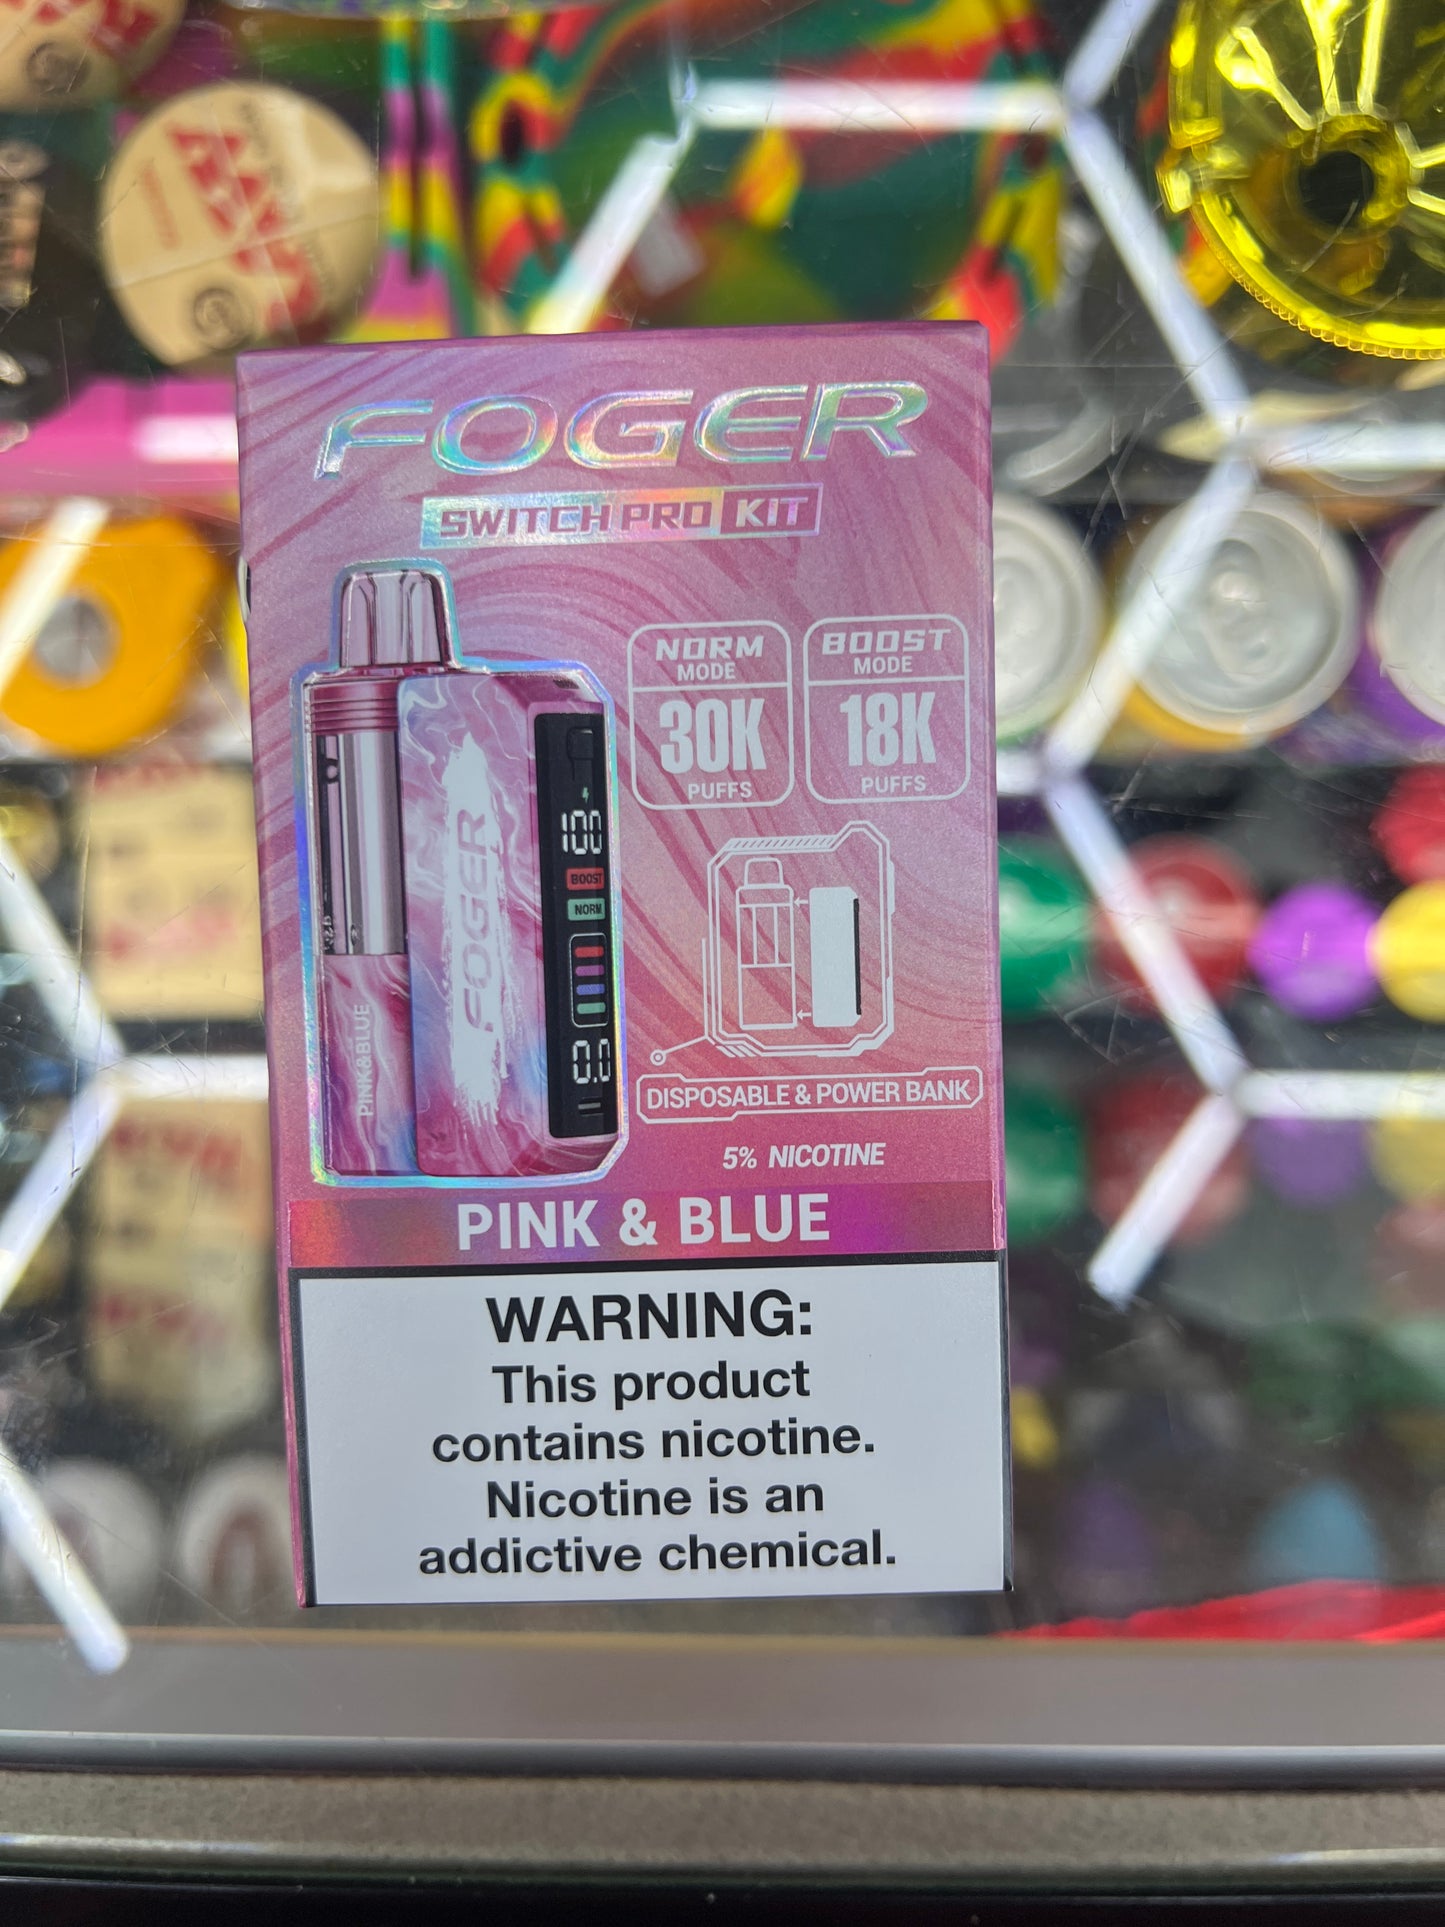 FOGER
SWITCH PRO KIT
NORM
MODE
30K
PUFFS
BOOST
MODE
18K
PUFFS
100
BOOST
NORM
0.0
FOGER
PINK&BLUE
DISPOSABLE & POWER BANK
5% NICOTINE
PINK & BLUE
WARNING:
This product
contains nicotine.
Nicotine is an
addictive chemical.
RAW